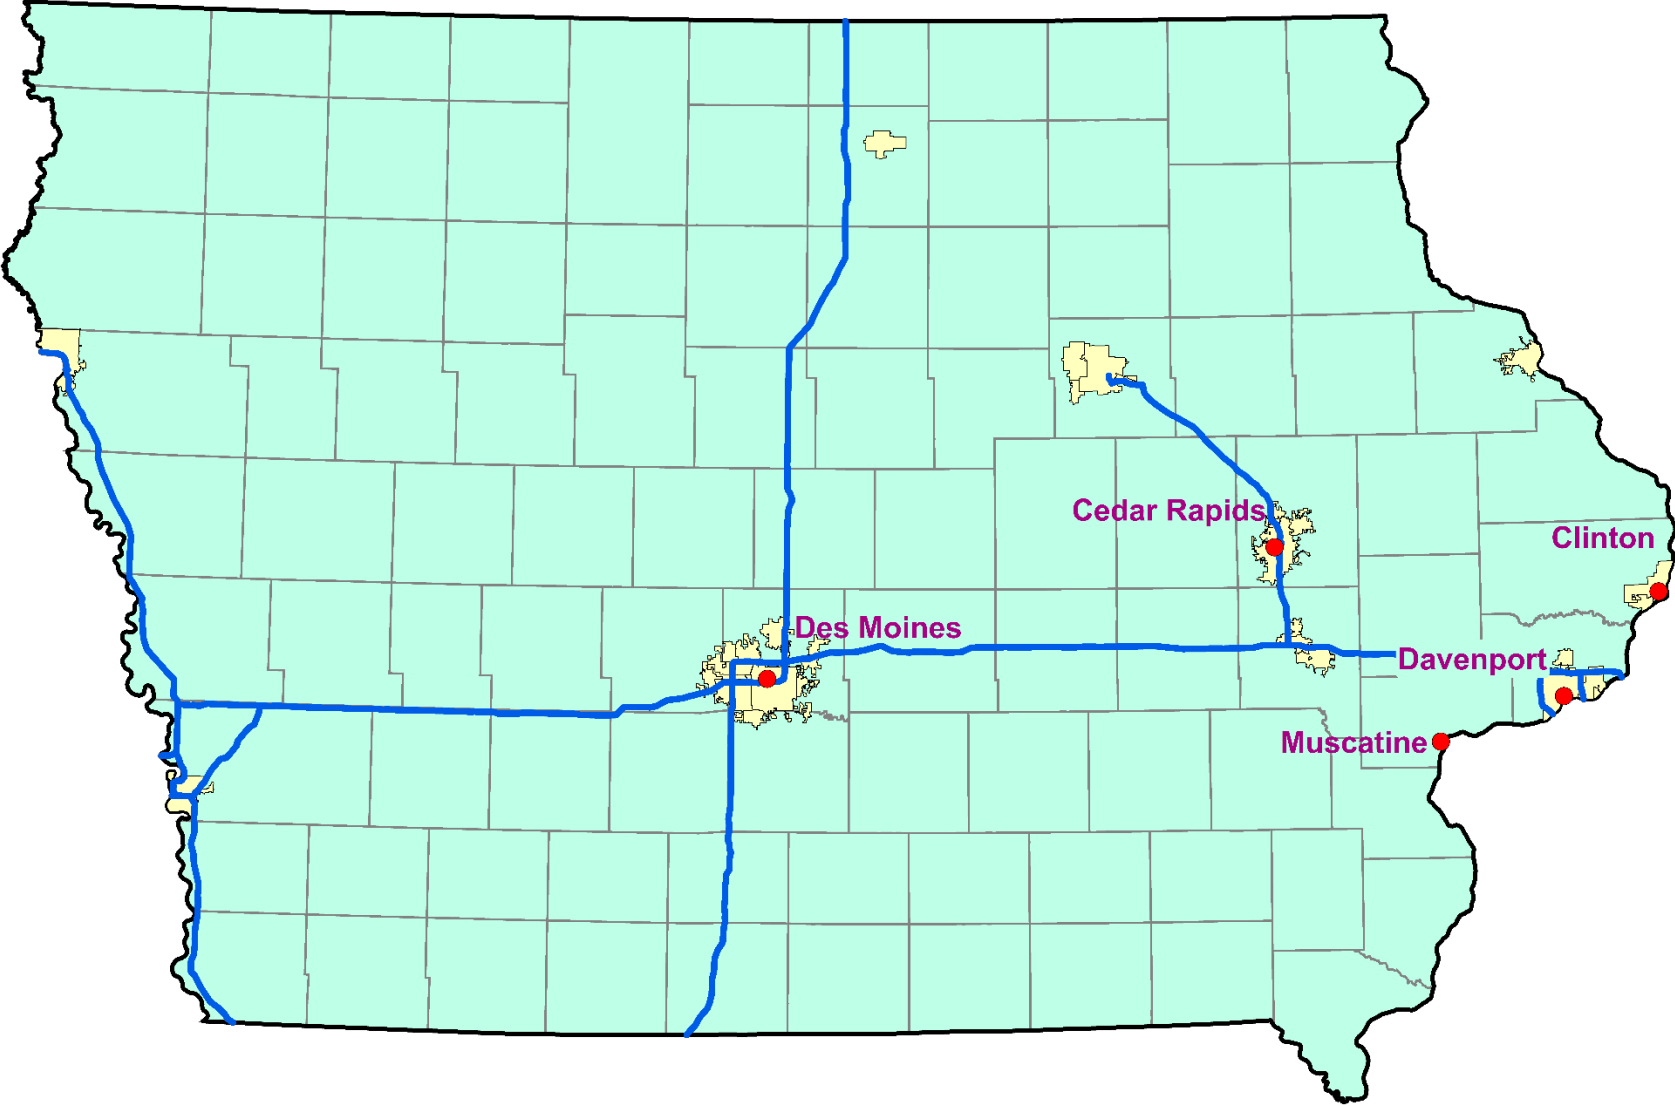 Cedar Rapids
Clinton
Des Moines
Davenport
Muscatine